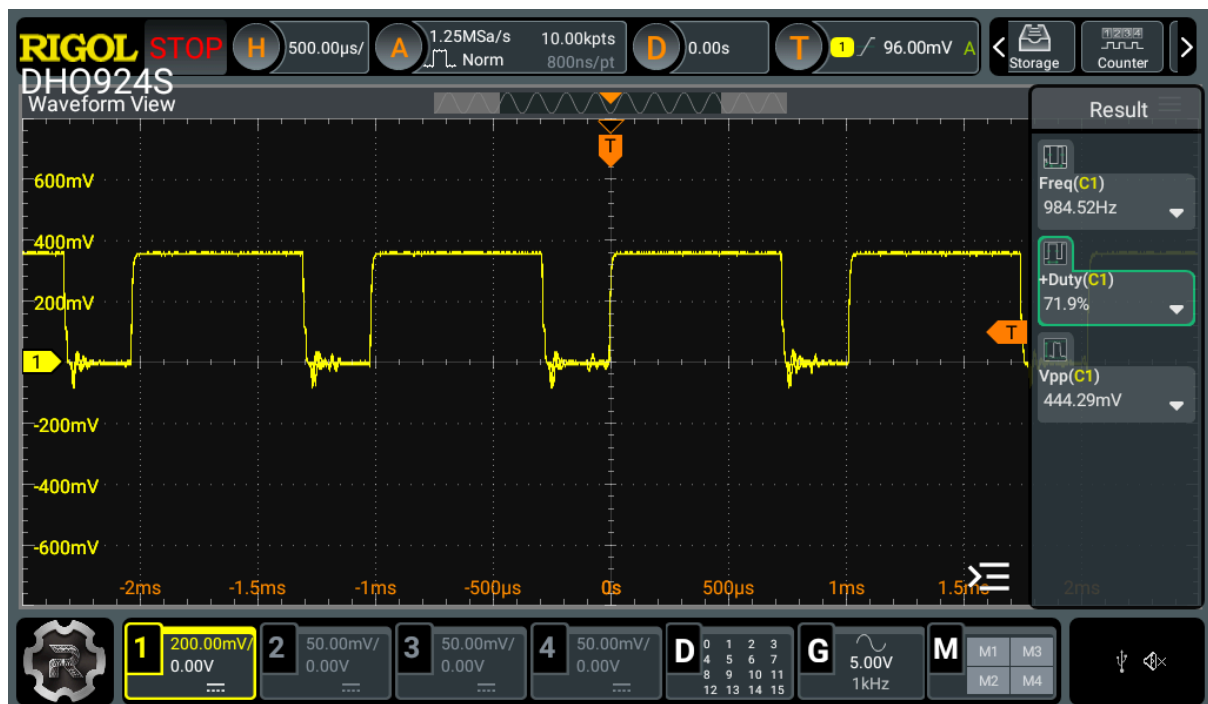 RIGOL STOP H 500.00µs/ A 1.25MSa/s 10.00kpts D 0.00s T 1 96.00mV A < Storage 1234 Counter >
Norm 800ns/pt
DHO924S
Waveform View
Result
T
600mV
Freq(C1)
984.52Hz
400mV
+Duty(C1)
71.9%
200mV
T
1
Vpp(C1)
444.29mV
-200mV
-400mV
-600mV
-2ms -1.5ms -1ms -500µs 0s 500µs 1ms 1.5ms 2ms
R
1 200.00mV/ 0.00V
2 50.00mV/ 0.00V
3 50.00mV/ 0.00V
4 50.00mV/ 0.00V
D 0 1 2 3
4 5 6 7
8 9 10 11
12 13 14 15
G 5.00V
1kHz
M M1 M3
M2 M4